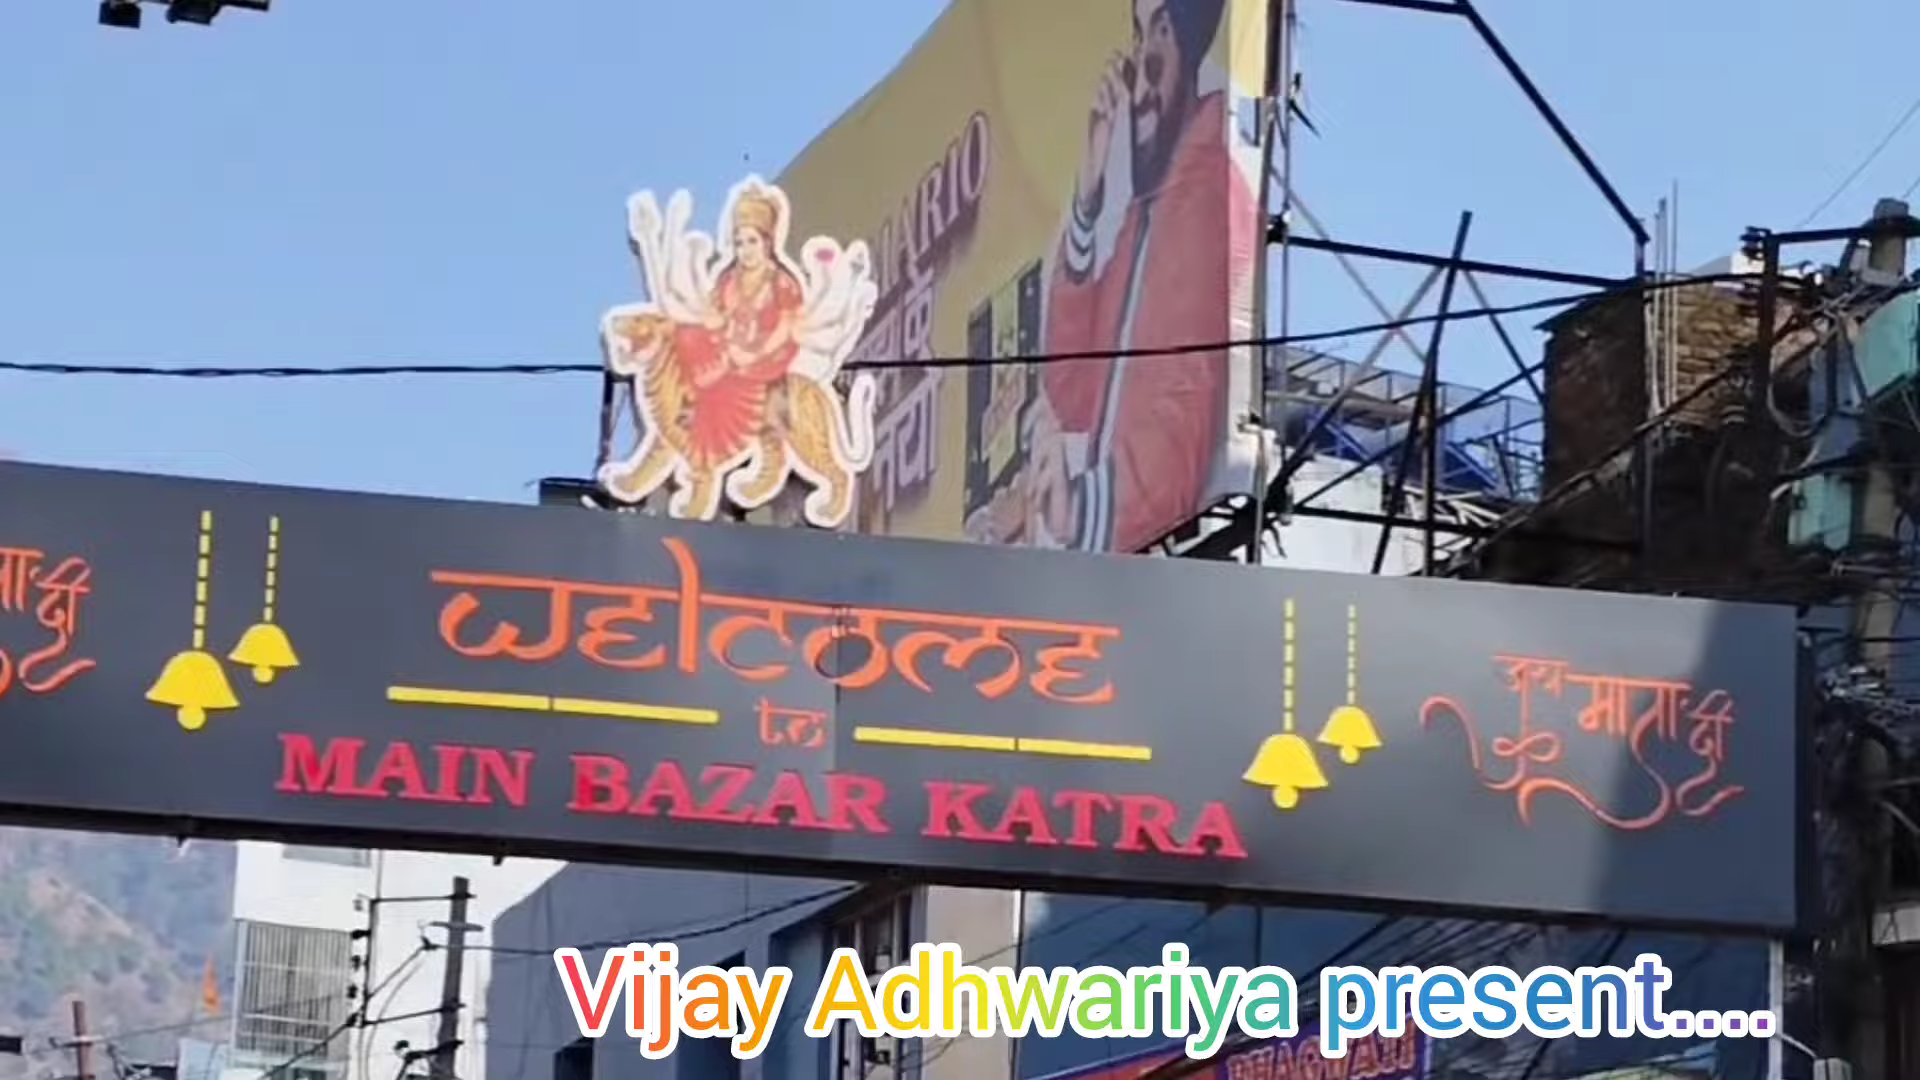 welcome
to
MAIN BAZAR KATRA
जय माता दी
Vijay Adhwariya present....